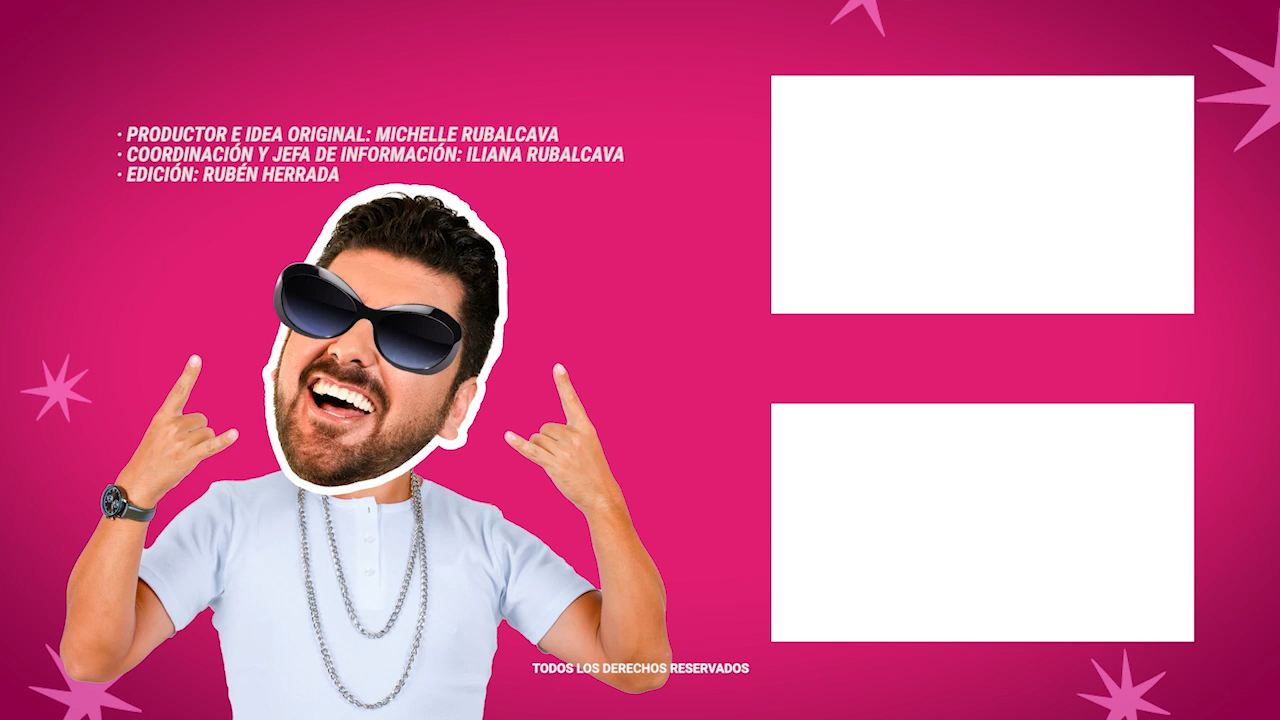 · PRODUCTOR E IDEA ORIGINAL: MICHELLE RUBALCAVA
· COORDINACIÓN Y JEFA DE INFORMACIÓN: ILIANA RUBALCAVA
· EDICIÓN: RUBÉN HERRADA
TODOS LOS DERECHOS RESERVADOS